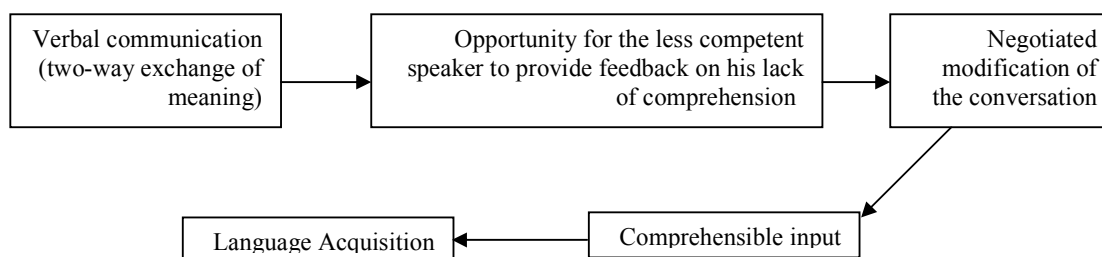 Verbal communication
(two-way exchange of
meaning)
Opportunity for the less competent
speaker to provide feedback on his lack
of comprehension
Negotiated
modification of
the conversation
Comprehensible input
Language Acquisition